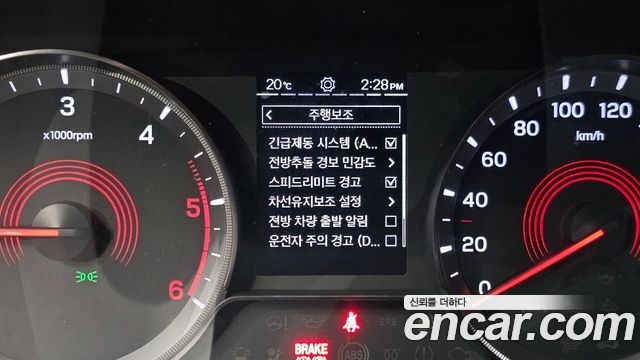 20℃ 2:28PM
주행보조
긴급제동 시스템 (A...
전방추돌 경보 민감도
스피드리미트 경고
차선유지보조 설정
전방 차량 출발 알림
운전자 주의 경고 (D...
3
x1000rpm
4
5
6
120
100
km/h
80
60
40
20
0
신뢰를 더하다
encar.com
EPB
BRAKE
ABS